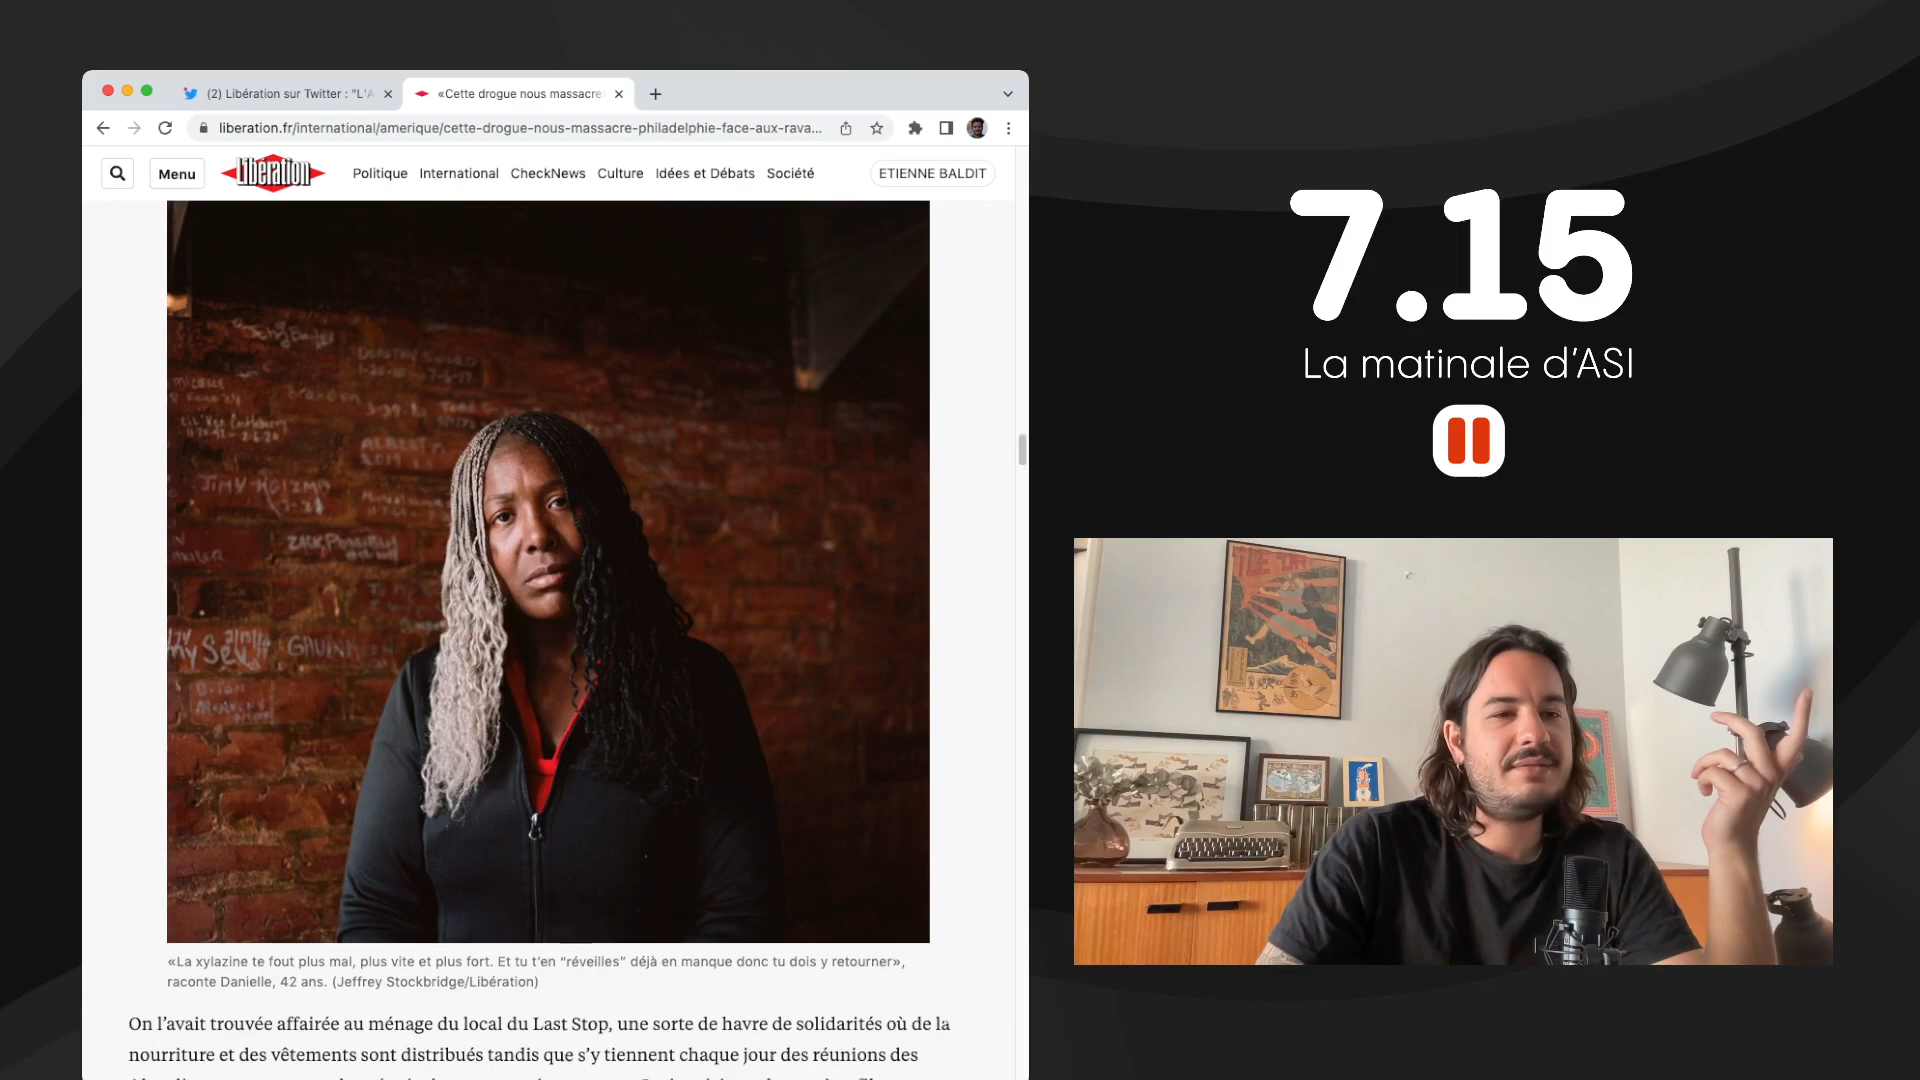 (2) Libération sur Twitter : "L'A
«Cette drogue nous massacre»
liberation.fr/international/amerique/cette-drogue-nous-massacre-philadelphie-face-aux-rava...
Menu
Libération
Politique International CheckNews Culture Idées et Débats Société
ETIENNE BALDIT
«La xylazine te fout plus mal, plus vite et plus fort. Et tu t'en “réveilles” déjà en manque donc tu dois y retourner»,
raconte Danielle, 42 ans. (Jeffrey Stockbridge/Libération)
On l'avait trouvée affairée au ménage du local du Last Stop, une sorte de havre de solidarités où de la
nourriture et des vêtements sont distribués tandis que s'y tiennent chaque jour des réunions des
7.15
La matinale d'ASI